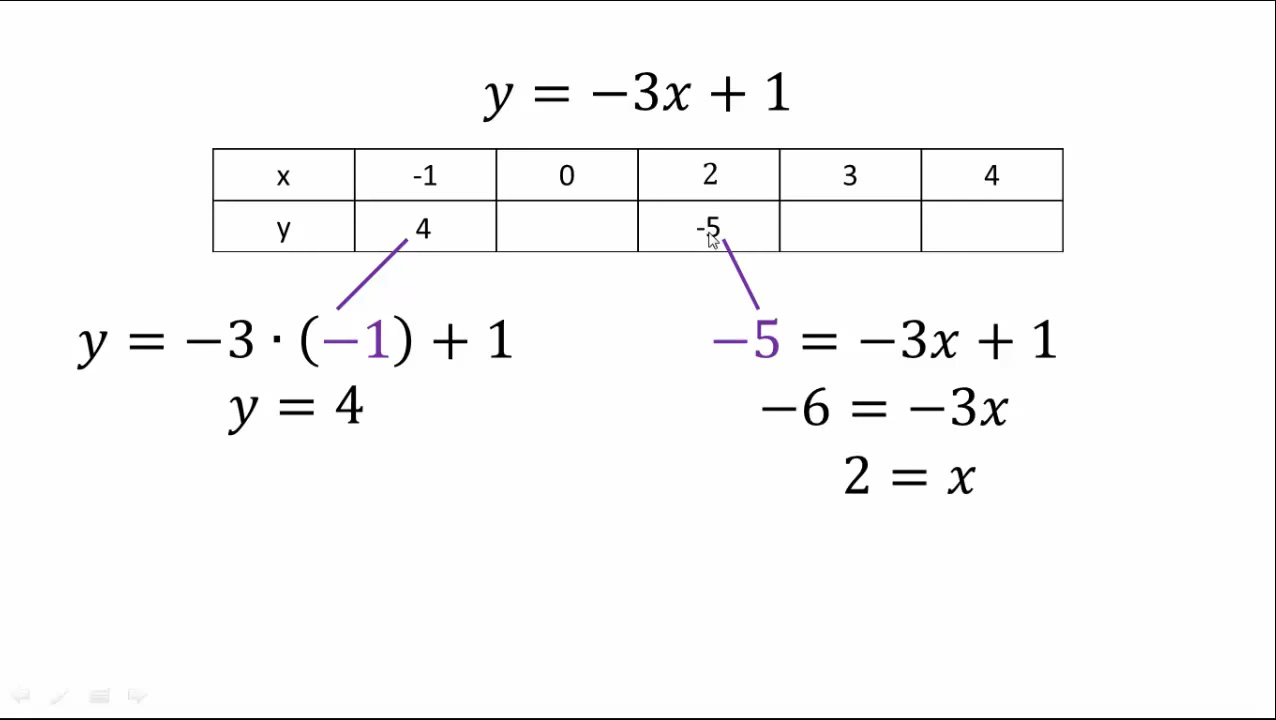 y = −3x + 1
x -1 0 2 3 4
y 4 -5
y = −3 · (−1) + 1
y = 4
−5 = −3x + 1
−6 = −3x
2 = x